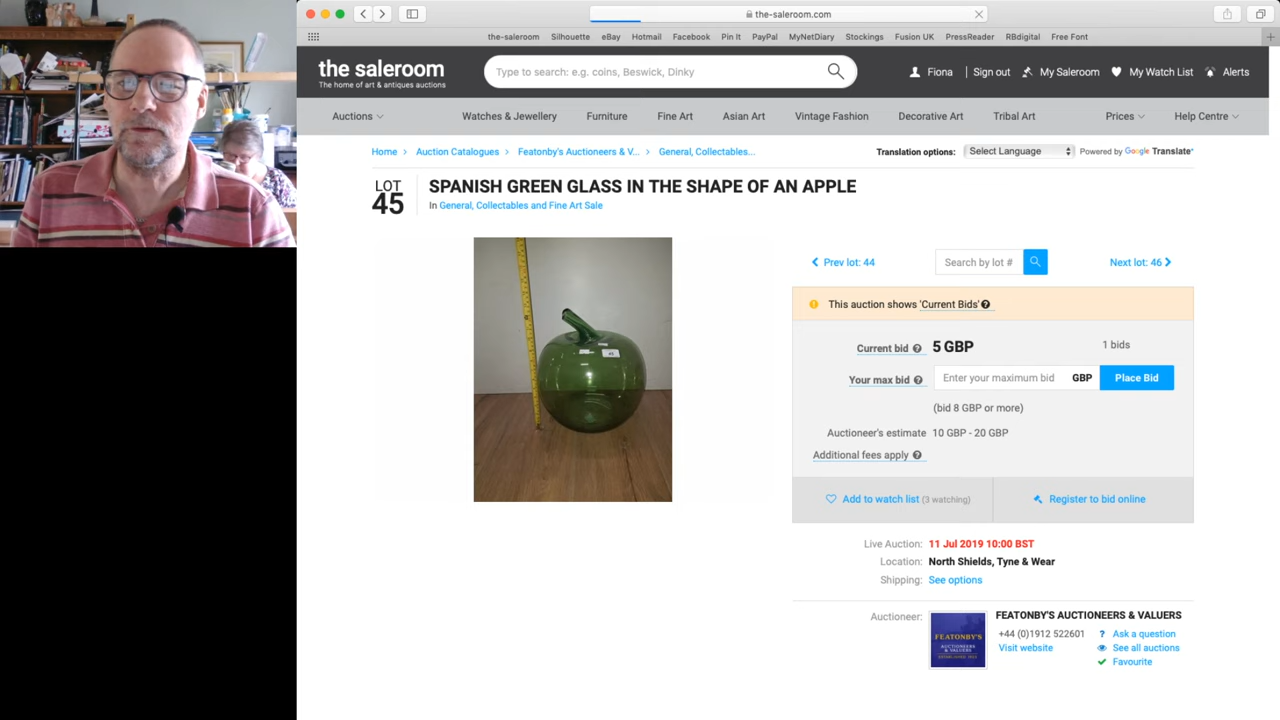 the-saleroom.com
the-saleroom Silhouette eBay Hotmail Facebook Pin It PayPal MyNetDiary Stockings Fusion UK PressReader RBdigital Free Font
the saleroom
The home of art & antiques auctions
Type to search: e.g. coins, Beswick, Dinky
Fiona | Sign out My Saleroom My Watch List Alerts
Auctions Watches & Jewellery Furniture Fine Art Asian Art Vintage Fashion Decorative Art Tribal Art Prices Help Centre
Home > Auction Catalogues > Featonby's Auctioneers & V... > General, Collectables...
Translation options: Select Language Powered by Google Translate
LOT
45
SPANISH GREEN GLASS IN THE SHAPE OF AN APPLE
In General, Collectables and Fine Art Sale
Prev lot: 44 Search by lot # Next lot: 46
This auction shows 'Current Bids'
Current bid 5 GBP 1 bids
Your max bid Enter your maximum bid GBP Place Bid
(bid 8 GBP or more)
Auctioneer's estimate 10 GBP - 20 GBP
Additional fees apply
Add to watch list (3 watching) Register to bid online
45
Live Auction: 11 Jul 2019 10:00 BST
Location: North Shields, Tyne & Wear
Shipping: See options
Auctioneer: FEATONBY'S AUCTIONEERS & VALUERS
+44 (0)1912 522601 Ask a question
Visit website See all auctions
Favourite
FEATONBY'S
AUCTIONEERS
& VALUERS